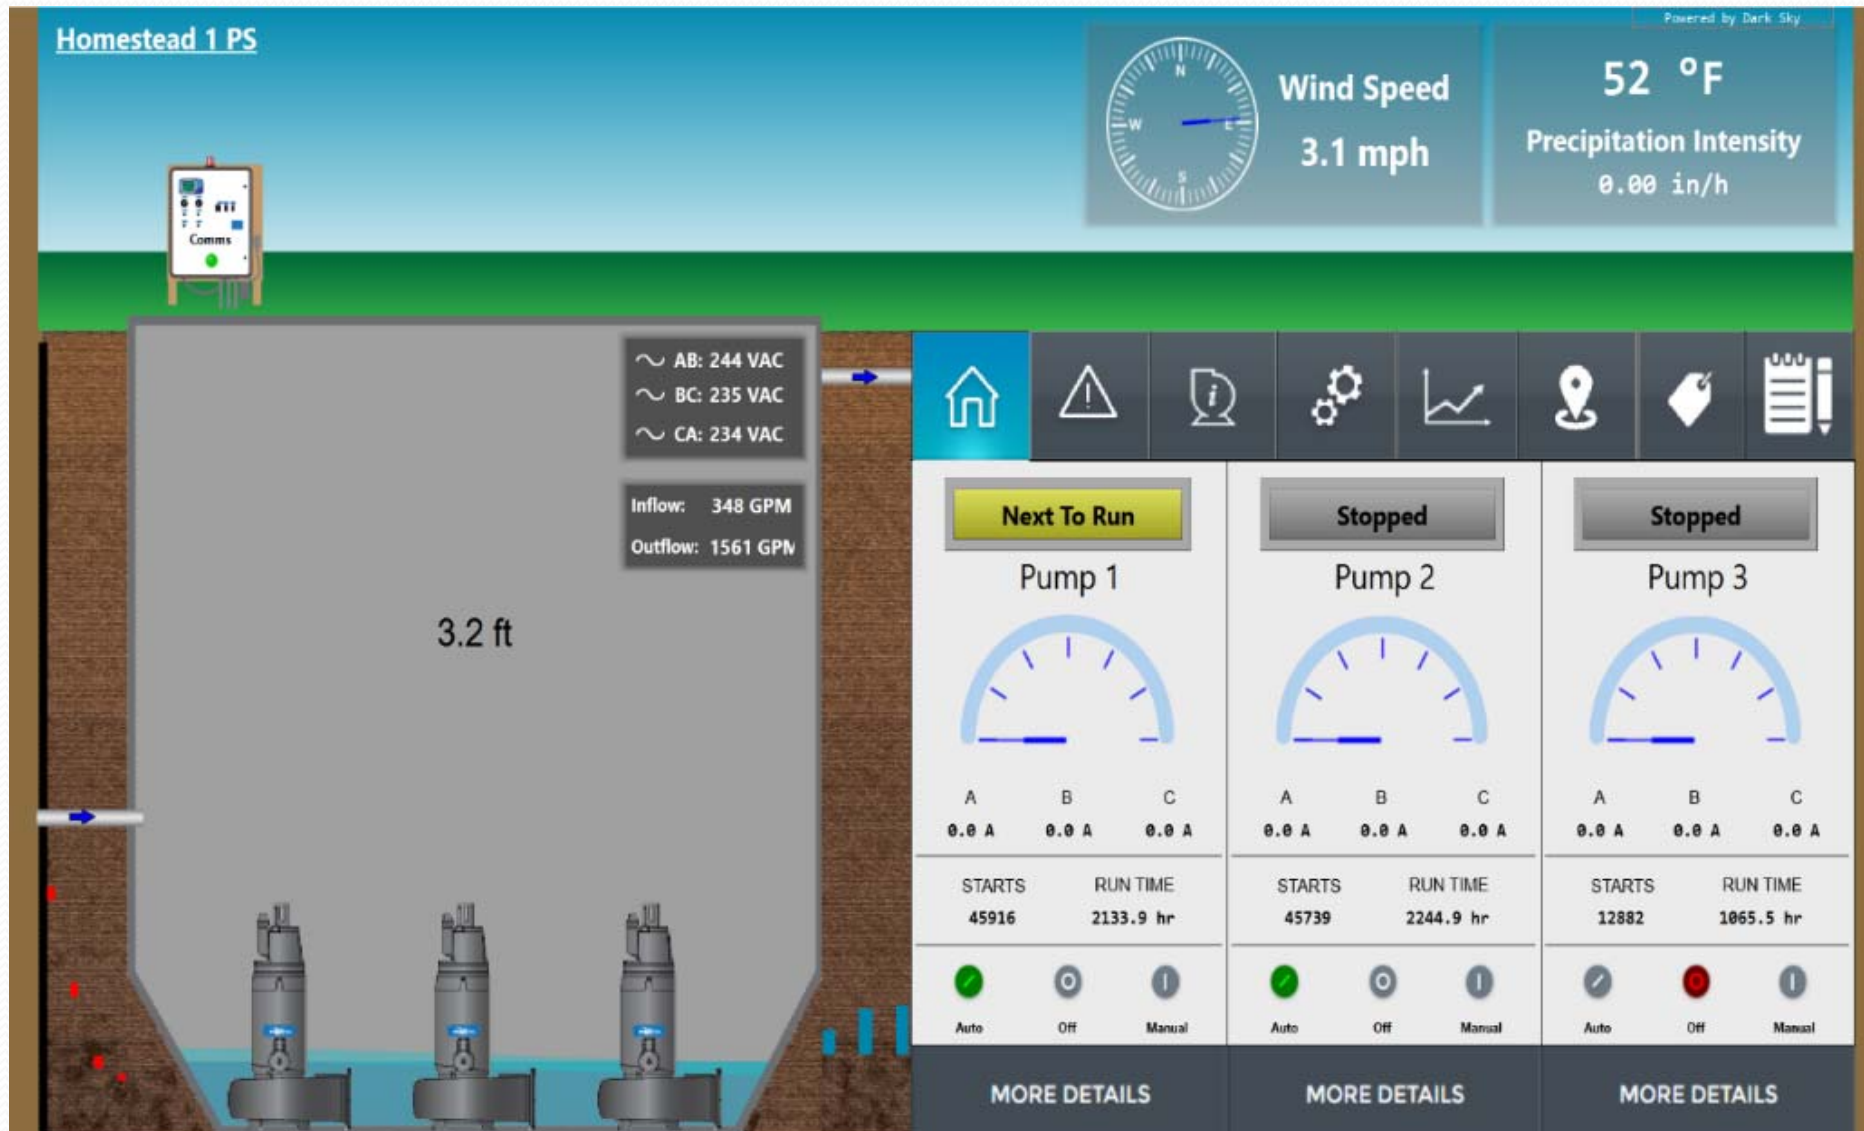 Homestead 1 PS
Powered by Dark Sky
N
W
E
S
Wind Speed
3.1 mph
52 °F
Precipitation Intensity
0.00 in/h
Comms
AB: 244 VAC
BC: 235 VAC
CA: 234 VAC
Inflow: 348 GPM
Outflow: 1561 GPM
3.2 ft
Next To Run
Pump 1
A B C
0.0 A 0.0 A 0.0 A
STARTS RUN TIME
45916 2133.9 hr
Auto Off Manual
MORE DETAILS
Stopped
Pump 2
A B C
0.0 A 0.0 A 0.0 A
STARTS RUN TIME
45739 2244.9 hr
Auto Off Manual
MORE DETAILS
Stopped
Pump 3
A B C
0.0 A 0.0 A 0.0 A
STARTS RUN TIME
12882 1065.5 hr
Auto Off Manual
MORE DETAILS